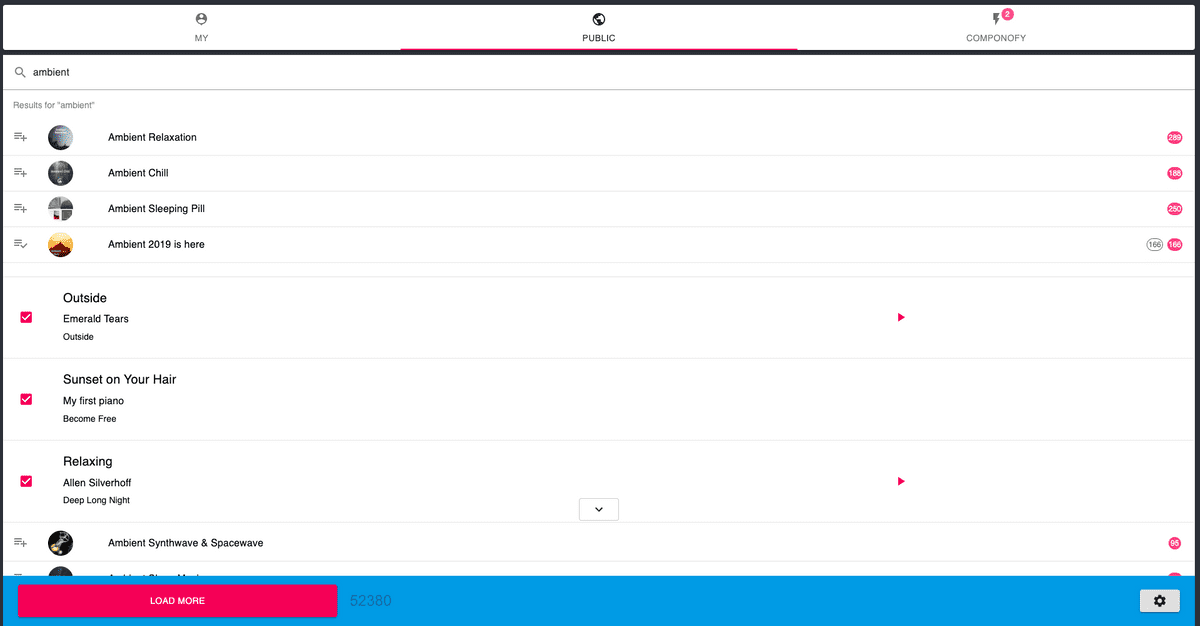 2
MY
PUBLIC
COMPONOFY
ambient
Results for "ambient"
Ambient Relaxation
289
Ambient Chill
188
Ambient Sleeping Pill
250
Ambient 2019 is here
166
166
Outside
Emerald Tears
Outside
Sunset on Your Hair
My first piano
Become Free
Relaxing
Allen Silverhoff
Deep Long Night
Ambient Synthwave & Spacewave
95
LOAD MORE
52380